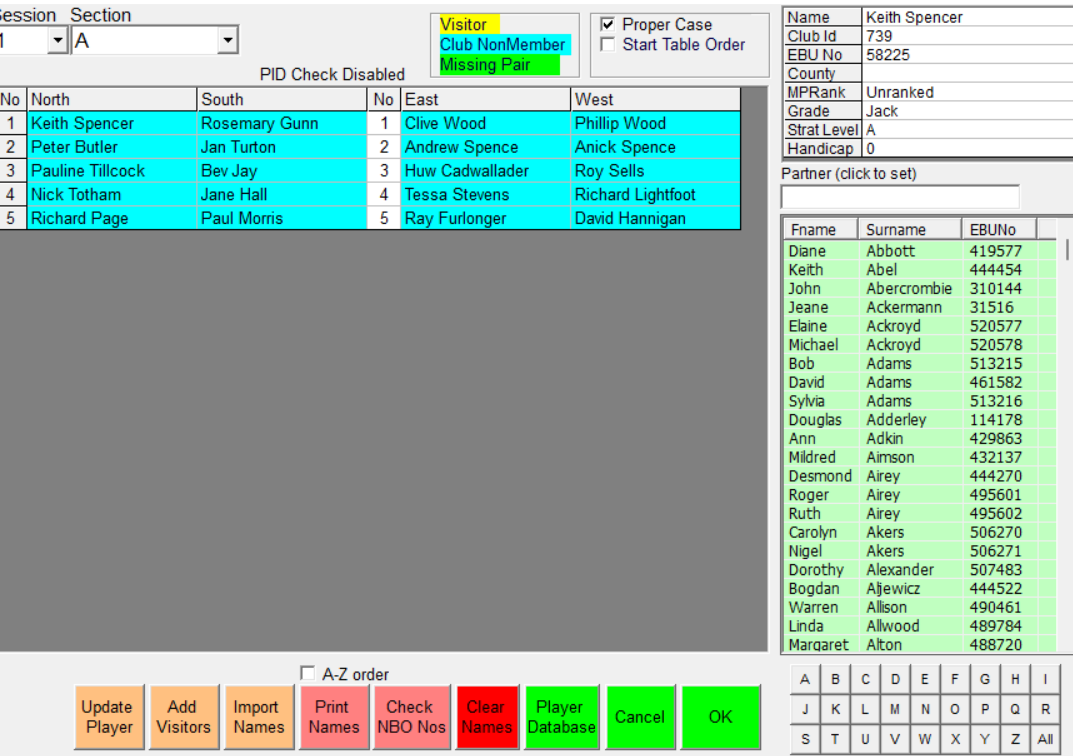 Session Section
1 A
PID Check Disabled
Visitor
Club NonMember
Missing Pair
Proper Case
Start Table Order
No North South No East West
1 Keith Spencer Rosemary Gunn 1 Clive Wood Phillip Wood
2 Peter Butler Jan Turton 2 Andrew Spence Anick Spence
3 Pauline Tillcock Bev Jay 3 Huw Cadwallader Roy Sells
4 Nick Totham Jane Hall 4 Tessa Stevens Richard Lightfoot
5 Richard Page Paul Morris 5 Ray Furlonger David Hannigan
Name Keith Spencer
Club Id 739
EBU No 58225
County
MPRank Unranked
Grade Jack
Strat Level A
Handicap 0
Partner (click to set)
Fname Surname EBUNo
Diane Abbott 419577
Keith Abel 444454
John Abercrombie 310144
Jeane Ackermann 31516
Elaine Ackroyd 520577
Michael Ackroyd 520578
Bob Adams 513215
David Adams 461582
Sylvia Adams 513216
Douglas Adderley 114178
Ann Adkin 429863
Mildred Aimson 432137
Desmond Airey 444270
Roger Airey 495601
Ruth Airey 495602
Carolyn Akers 506270
Nigel Akers 506271
Dorothy Alexander 507483
Bogdan Aljewicz 444522
Warren Allison 490461
Linda Allwood 489784
Margaret Alton 488720
A-Z order
Update Player
Add Visitors
Import Names
Print Names
Check NBO Nos
Clear Names
Player Database
Cancel
OK
A B C D E F G H I
J K L M N O P Q R
S T U V W X Y Z All